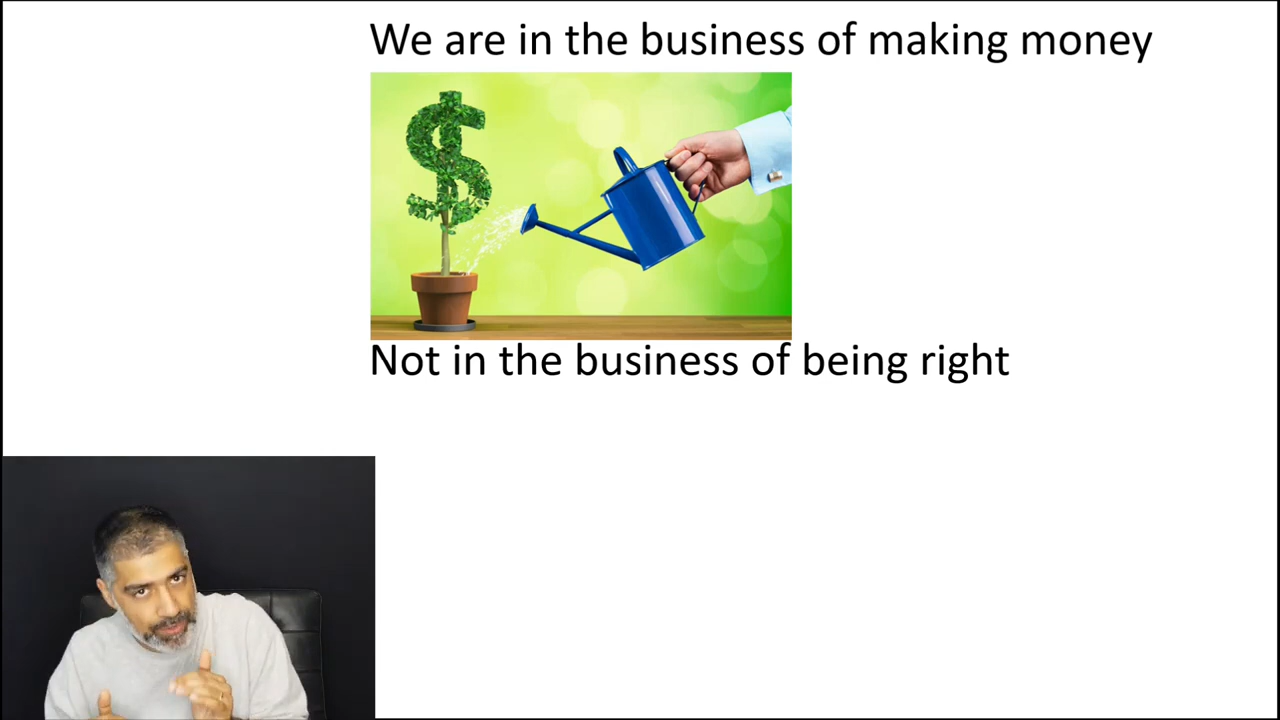 We are in the business of making money
Not in the business of being right